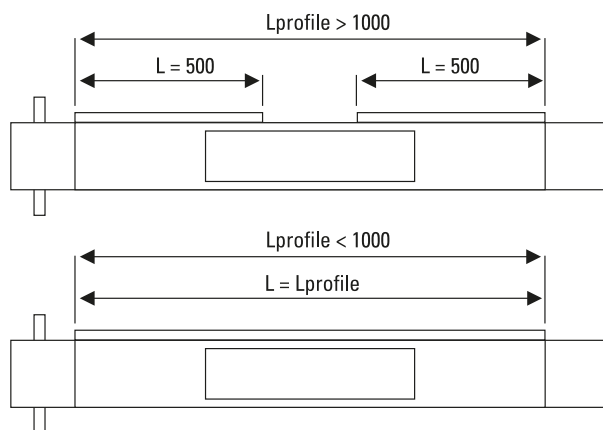 Lprofile > 1000
L = 500
L = 500
Lprofile < 1000
L = Lprofile